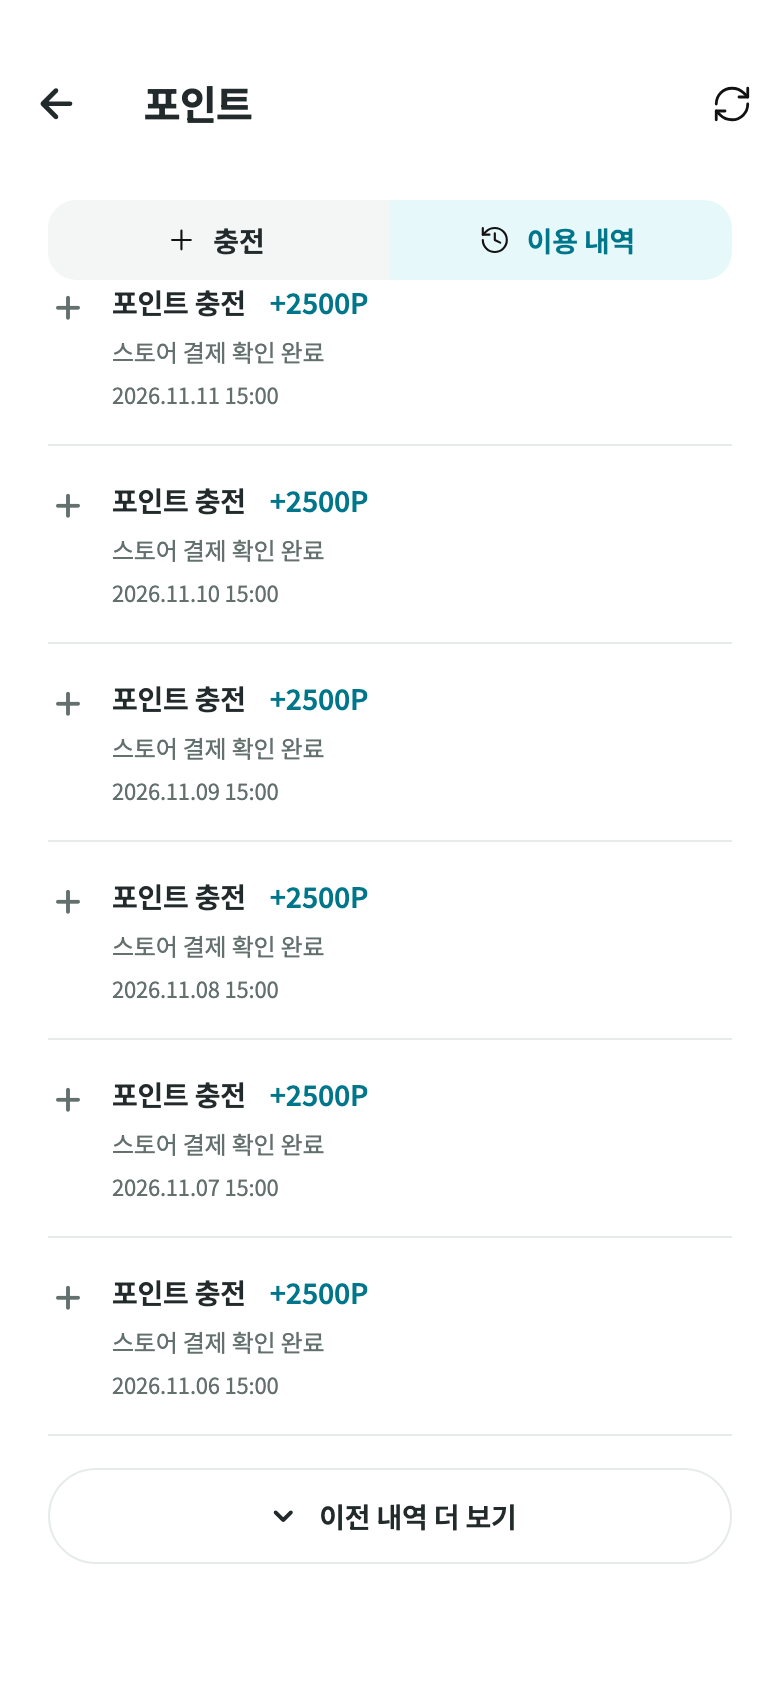 포인트
충전
이용 내역
포인트 충전 +2500P
스토어 결제 확인 완료
2026.11.11 15:00
포인트 충전 +2500P
스토어 결제 확인 완료
2026.11.10 15:00
포인트 충전 +2500P
스토어 결제 확인 완료
2026.11.09 15:00
포인트 충전 +2500P
스토어 결제 확인 완료
2026.11.08 15:00
포인트 충전 +2500P
스토어 결제 확인 완료
2026.11.07 15:00
포인트 충전 +2500P
스토어 결제 확인 완료
2026.11.06 15:00
이전 내역 더 보기